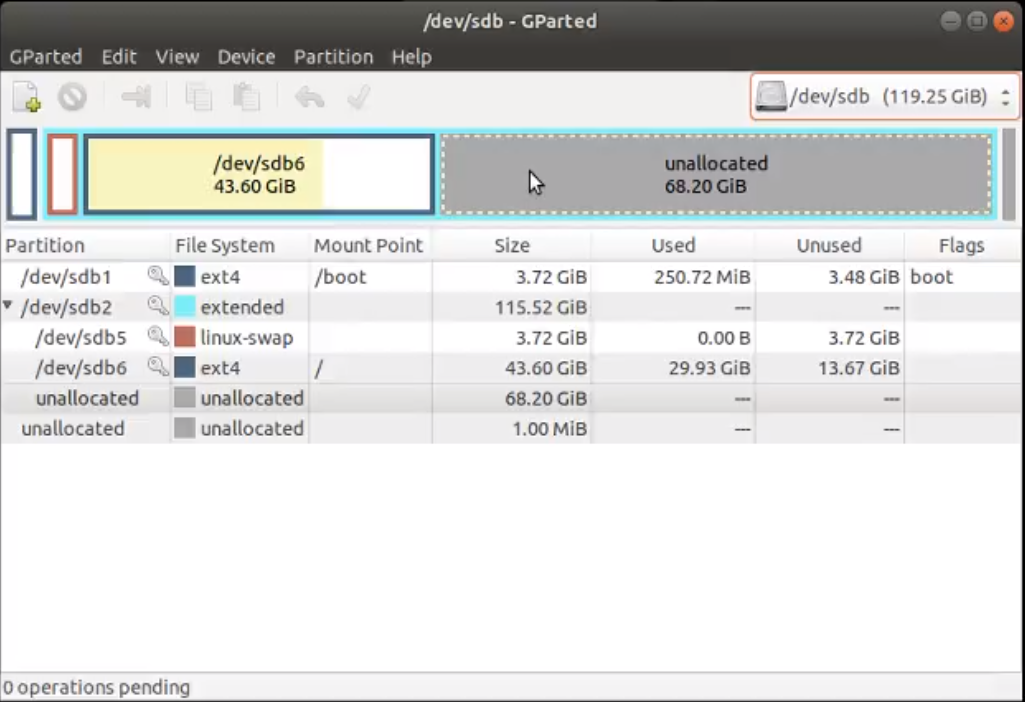 /dev/sdb - GParted
GParted Edit View Device Partition Help
/dev/sdb (119.25 GiB)
/dev/sdb6
43.60 GiB
unallocated
68.20 GiB
Partition File System Mount Point Size Used Unused Flags
/dev/sdb1 ext4 /boot 3.72 GiB 250.72 MiB 3.48 GiB boot
/dev/sdb2 extended 115.52 GiB --- ---
/dev/sdb5 linux-swap 3.72 GiB 0.00 B 3.72 GiB
/dev/sdb6 ext4 / 43.60 GiB 29.93 GiB 13.67 GiB
unallocated unallocated 68.20 GiB --- ---
unallocated unallocated 1.00 MiB --- ---
0 operations pending